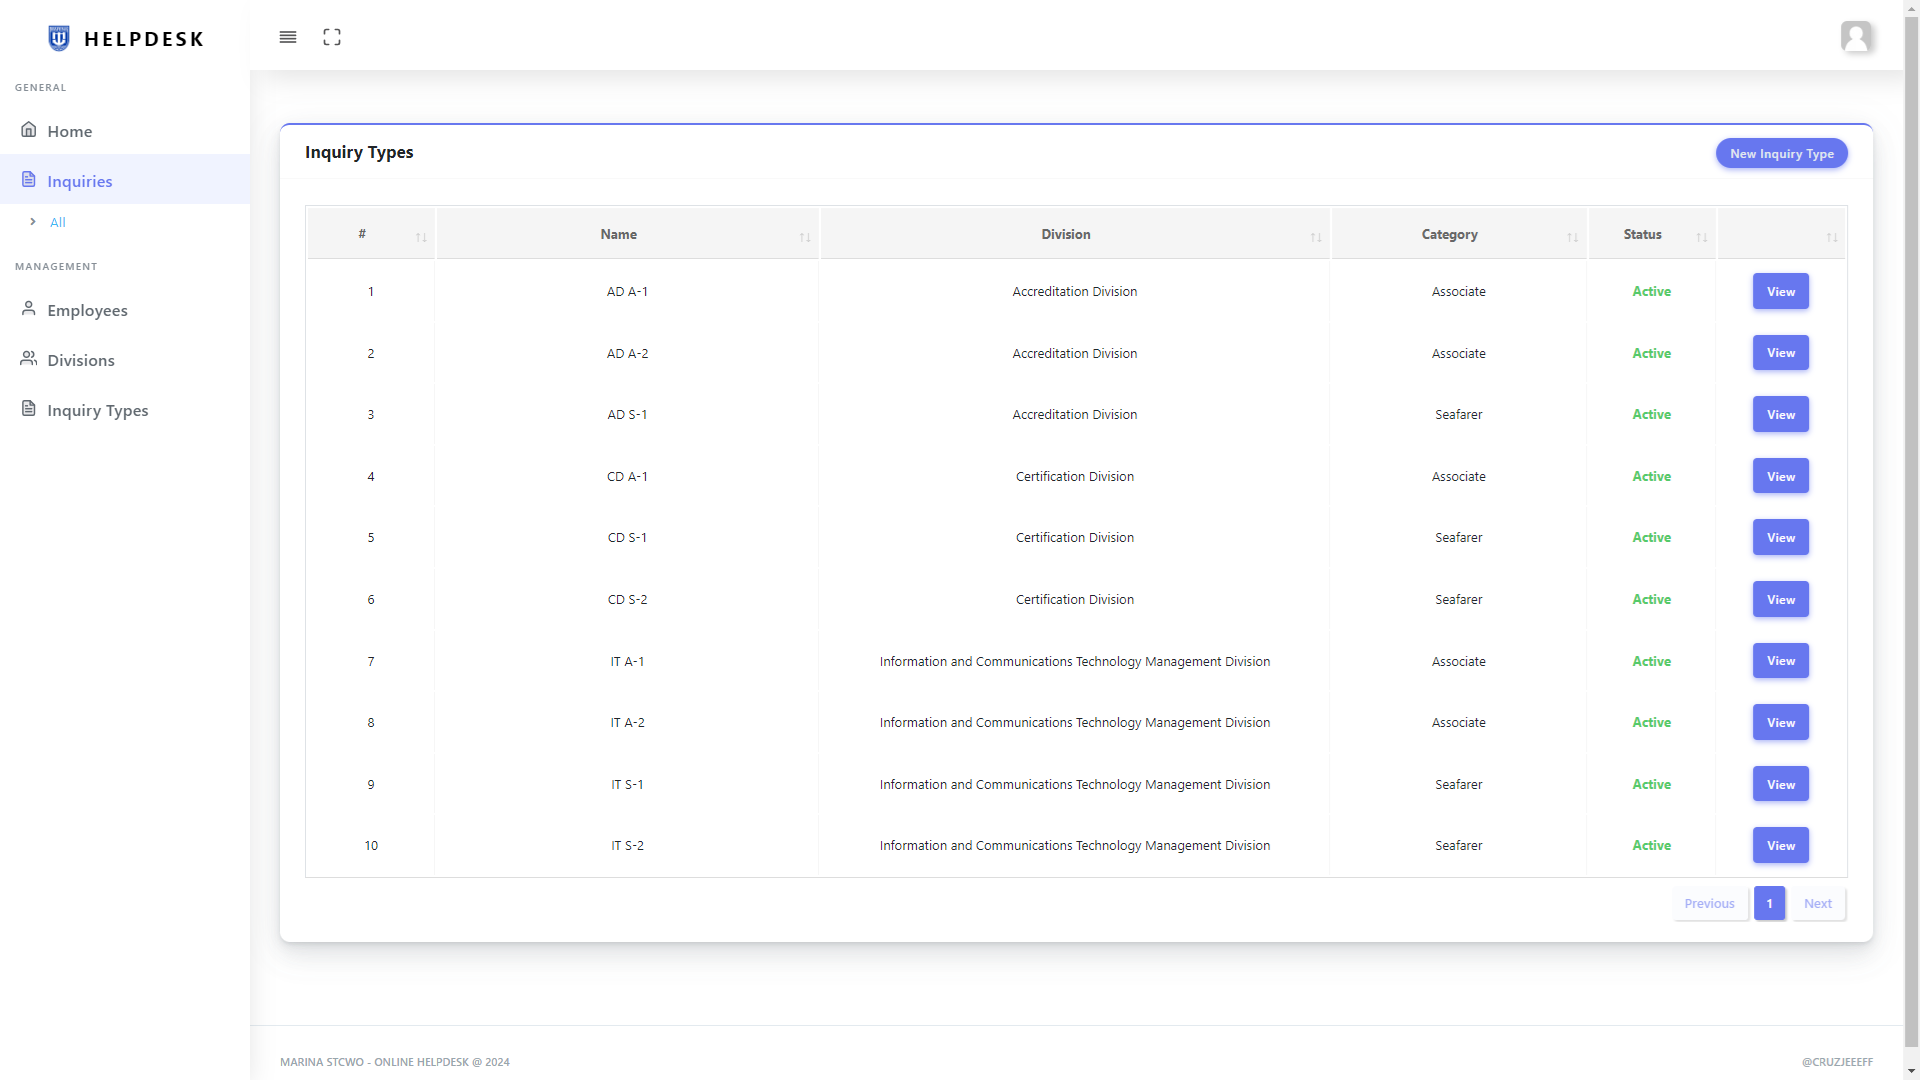 HELPDESK
GENERAL
Home
Inquiries
All
MANAGEMENT
Employees
Divisions
Inquiry Types
Inquiry Types
New Inquiry Type
# Name Division Category Status
1 AD A-1 Accreditation Division Associate Active View
2 AD A-2 Accreditation Division Associate Active View
3 AD S-1 Accreditation Division Seafarer Active View
4 CD A-1 Certification Division Associate Active View
5 CD S-1 Certification Division Seafarer Active View
6 CD S-2 Certification Division Seafarer Active View
7 IT A-1 Information and Communications Technology Management Division Associate Active View
8 IT A-2 Information and Communications Technology Management Division Associate Active View
9 IT S-1 Information and Communications Technology Management Division Seafarer Active View
10 IT S-2 Information and Communications Technology Management Division Seafarer Active View
Previous 1 Next
MARINA STCWO - ONLINE HELPDESK @ 2024
@CRUZJEEEFF